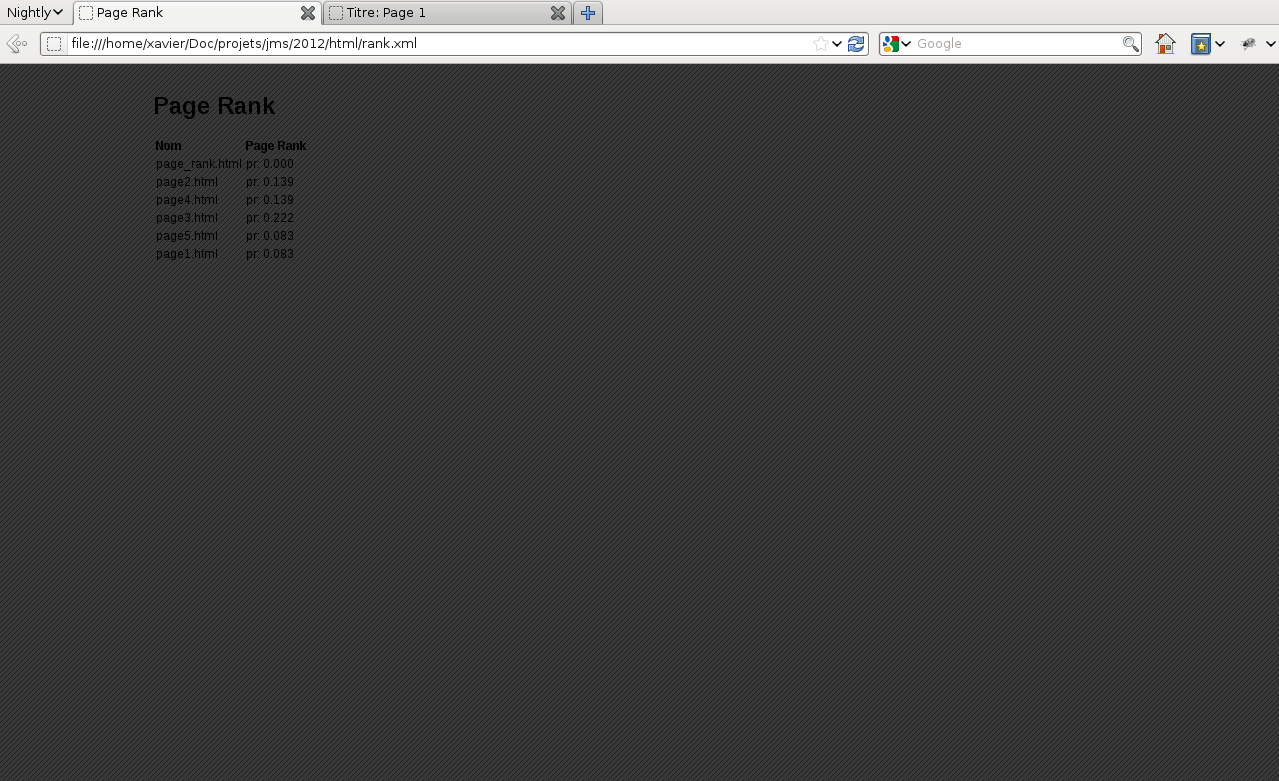 Nightly Page Rank Titre: Page 1
file:///home/xavier/Doc/projets/jms/2012/html/rank.xml Google
Page Rank
Nom Page Rank
page_rank.html pr: 0.000
page2.html pr: 0.139
page4.html pr: 0.139
page3.html pr: 0.222
page5.html pr: 0.083
page1.html pr: 0.083